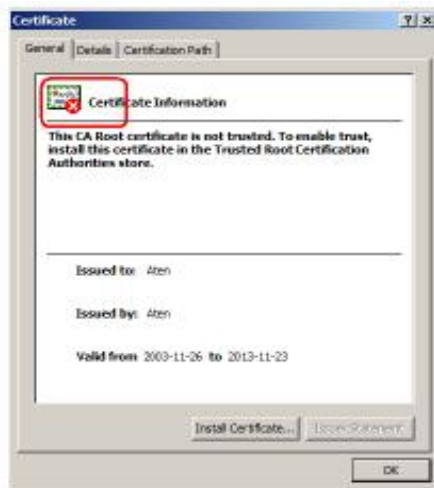 Certificate
General Details Certification Path
Certificate Information
This CA Root certificate is not trusted. To enable trust,
install this certificate in the Trusted Root Certification
Authorities store.
Issued to: Aten
Issued by: Aten
Valid from 2003-11-26 to 2013-11-23
Install Certificate... Issuer Statement
OK